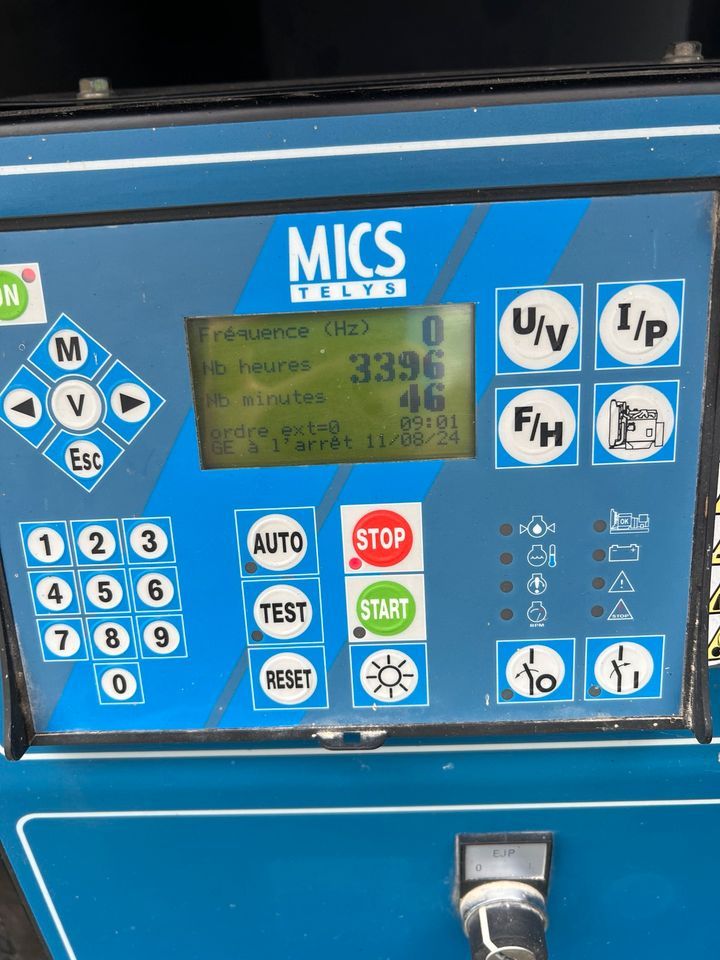 MICS
TELYS
ON
M
V
Esc
Fréquence (Hz) 0
Nb heures 3396
Nb minutes 46
ordre ext=0 09:01
GE à l'arrêt 11/08/24
U/V
I/P
F/H
1 2 3
4 5 6
7 8 9
0
AUTO
STOP
TEST
START
RESET
OK
RPM
STOP
0
I
EJP
0 1